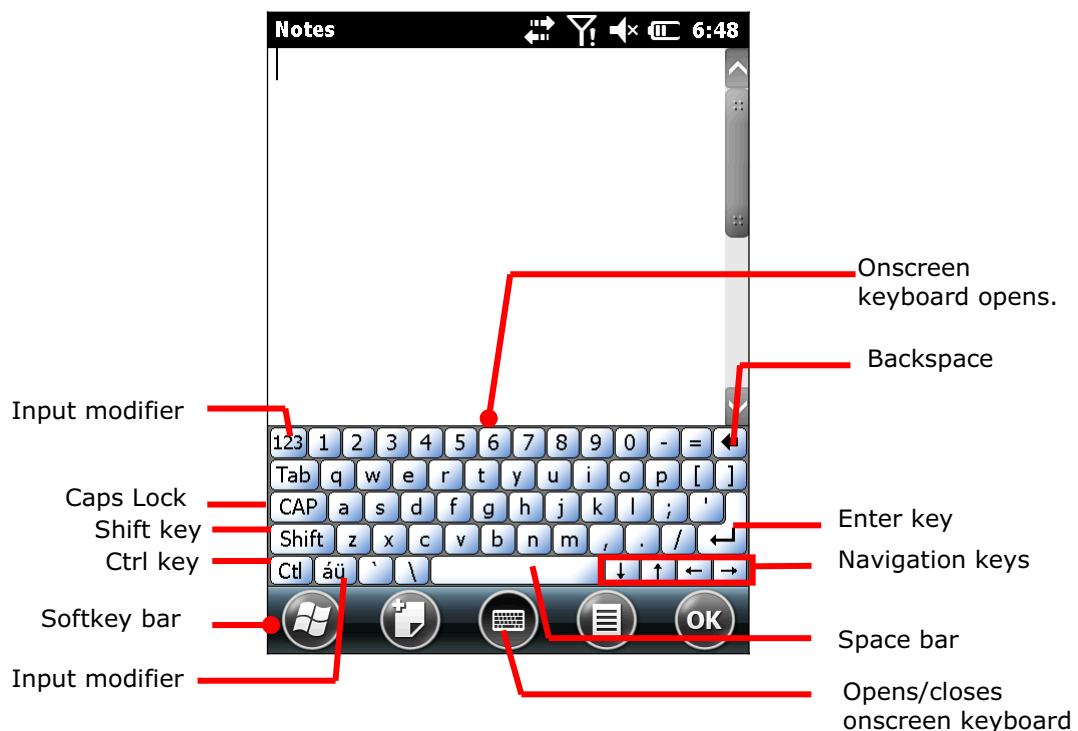 Notes 6:48
Onscreen
keyboard opens.
Backspace
Input modifier
123 1 2 3 4 5 6 7 8 9 0 - =
Tab q w e r t y u i o p [ ]
Caps Lock
CAP a s d f g h j k l ; '
Shift key
Enter key
Shift z x c v b n m , . /
Ctrl key
Navigation keys
Ctl áü ` \ ↓ ↑ ← →
Softkey bar
OK
Space bar
Input modifier
Opens/closes
onscreen keyboard